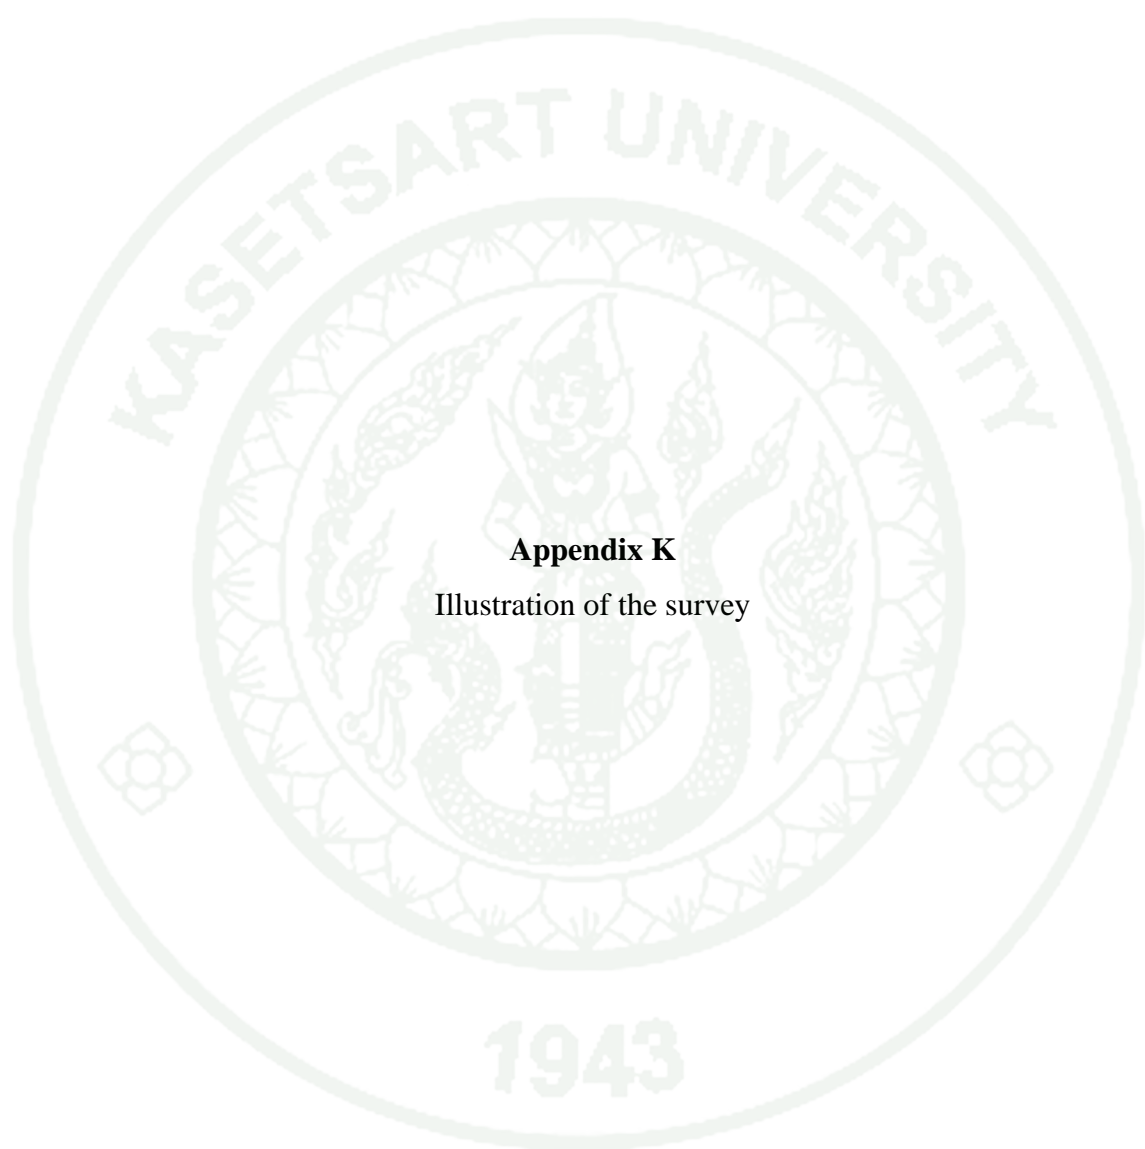 KASETSART UNIVERSITY
Appendix K
Illustration of the survey
1943